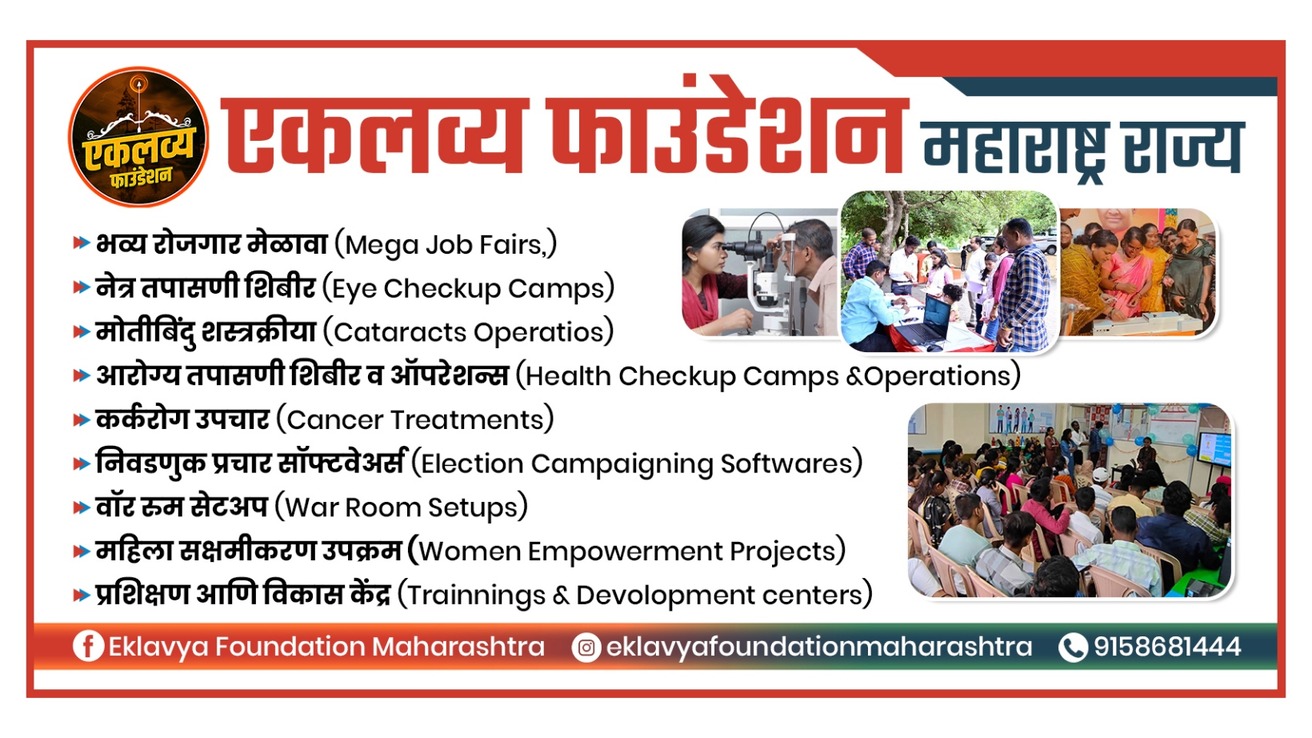 एकलव्य
फाउंडेशन
एकलव्य फाउंडेशन महाराष्ट्र राज्य
भव्य रोजगार मेळावा (Mega Job Fairs,)
नेत्र तपासणी शिबीर (Eye Checkup Camps)
मोतीबिंदु शस्त्रक्रीया (Cataracts Operatios)
आरोग्य तपासणी शिबीर व ऑपरेशन्स (Health Checkup Camps &Operations)
कर्करोग उपचार (Cancer Treatments)
निवडणुक प्रचार सॉफ्टवेअर्स (Election Campaigning Softwares)
वॉर रुम सेटअप (War Room Setups)
महिला सक्षमीकरण उपक्रम (Women Empowerment Projects)
प्रशिक्षण आणि विकास केंद्र (Trainnings & Devolopment centers)
Eklavya Foundation Maharashtra eklavyafoundationmaharashtra 9158681444